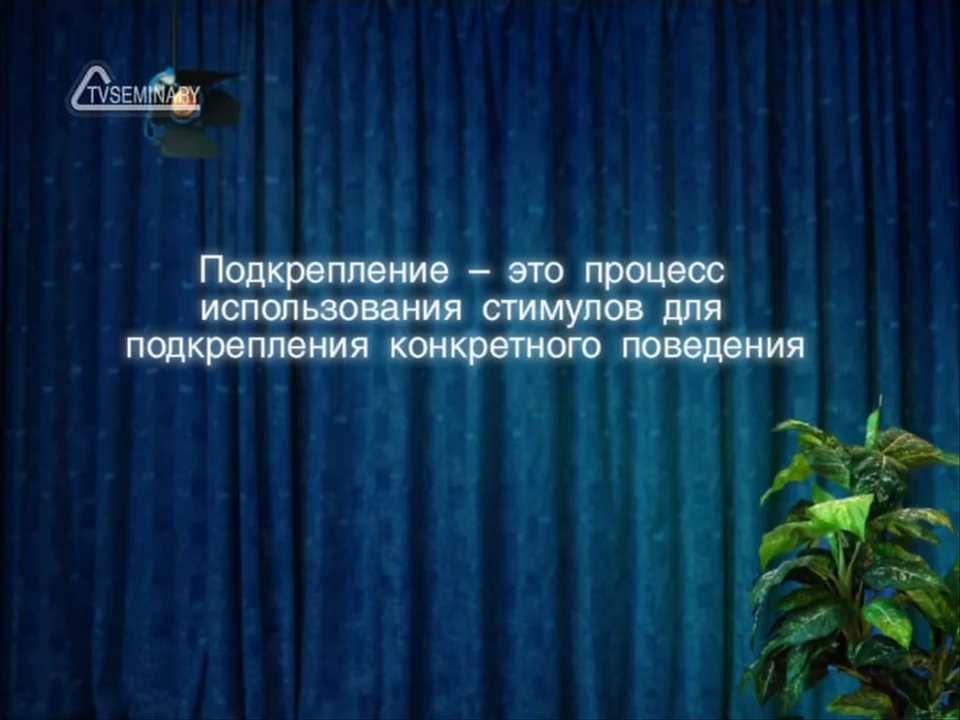 TVSEMINARY
Подкрепление – это процесс
использования стимулов для
подкрепления конкретного поведения